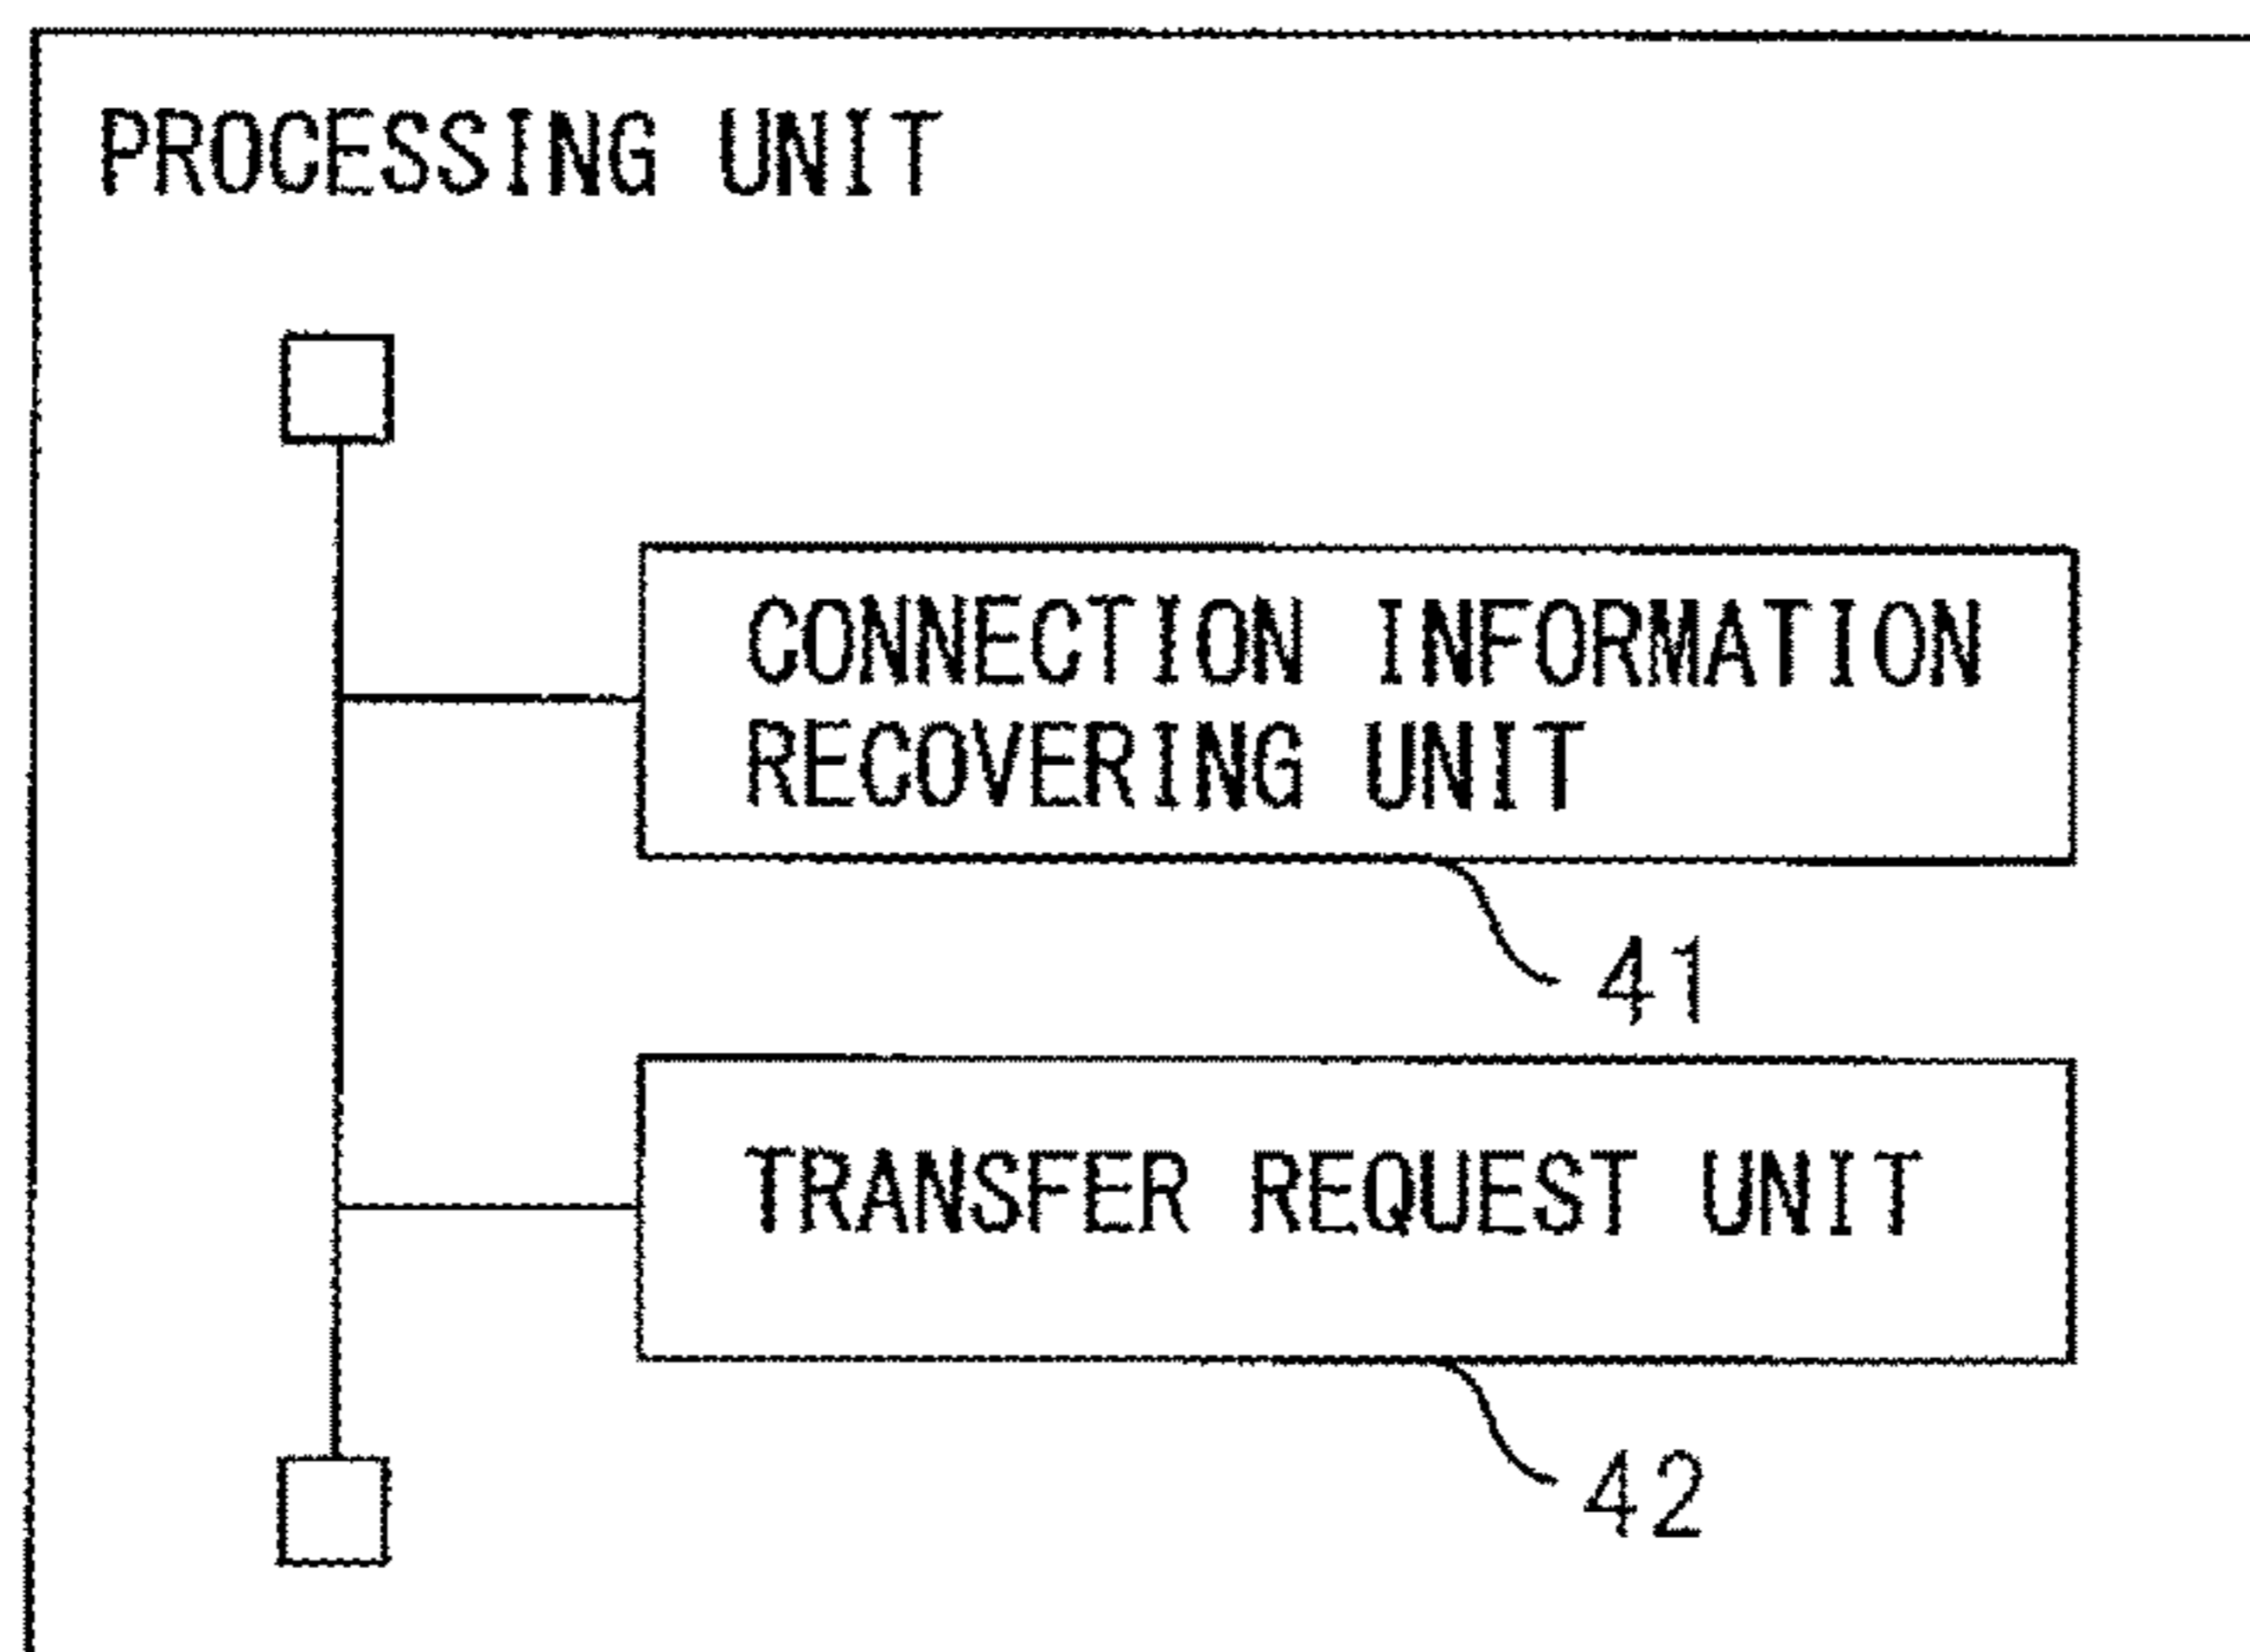 PROCESSING UNIT
CONNECTION INFORMATION
RECOVERING UNIT
41
TRANSFER REQUEST UNIT
42